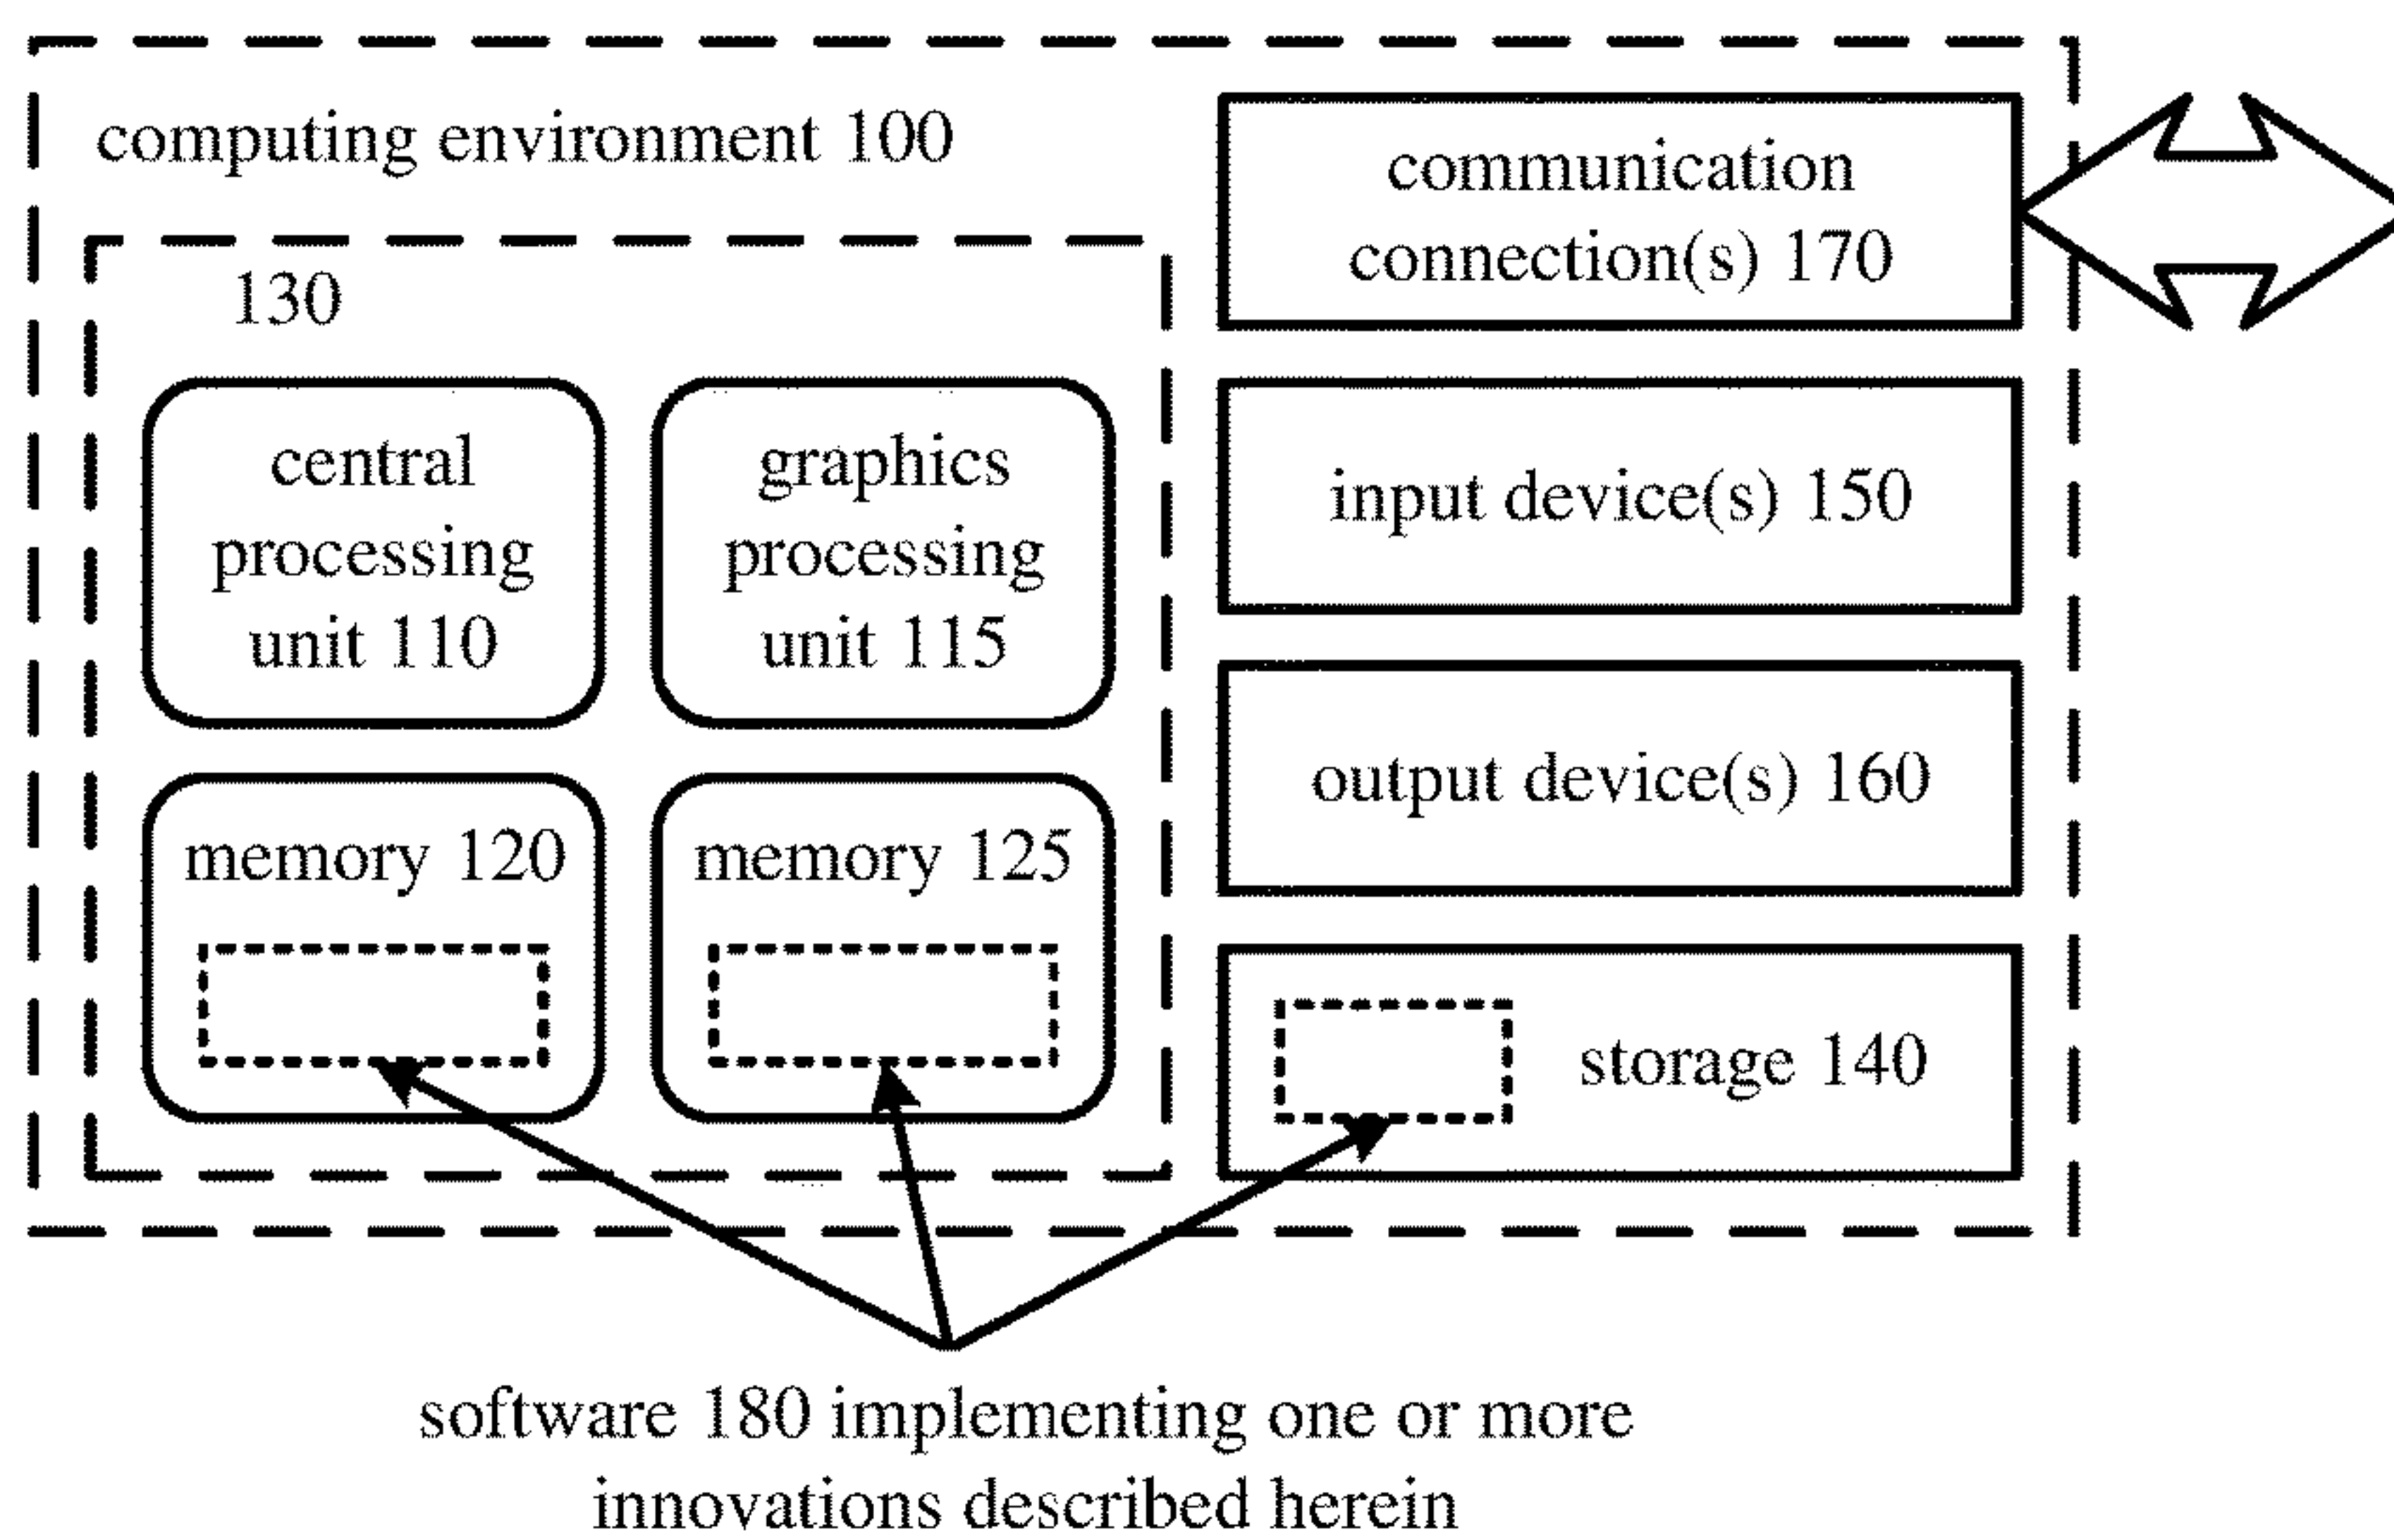 computing environment 100
130
central
processing
unit 110
graphics
processing
unit 115
memory 120
memory 125
communication
connection(s) 170
input device(s) 150
output device(s) 160
storage 140
software 180 implementing one or more
innovations described herein